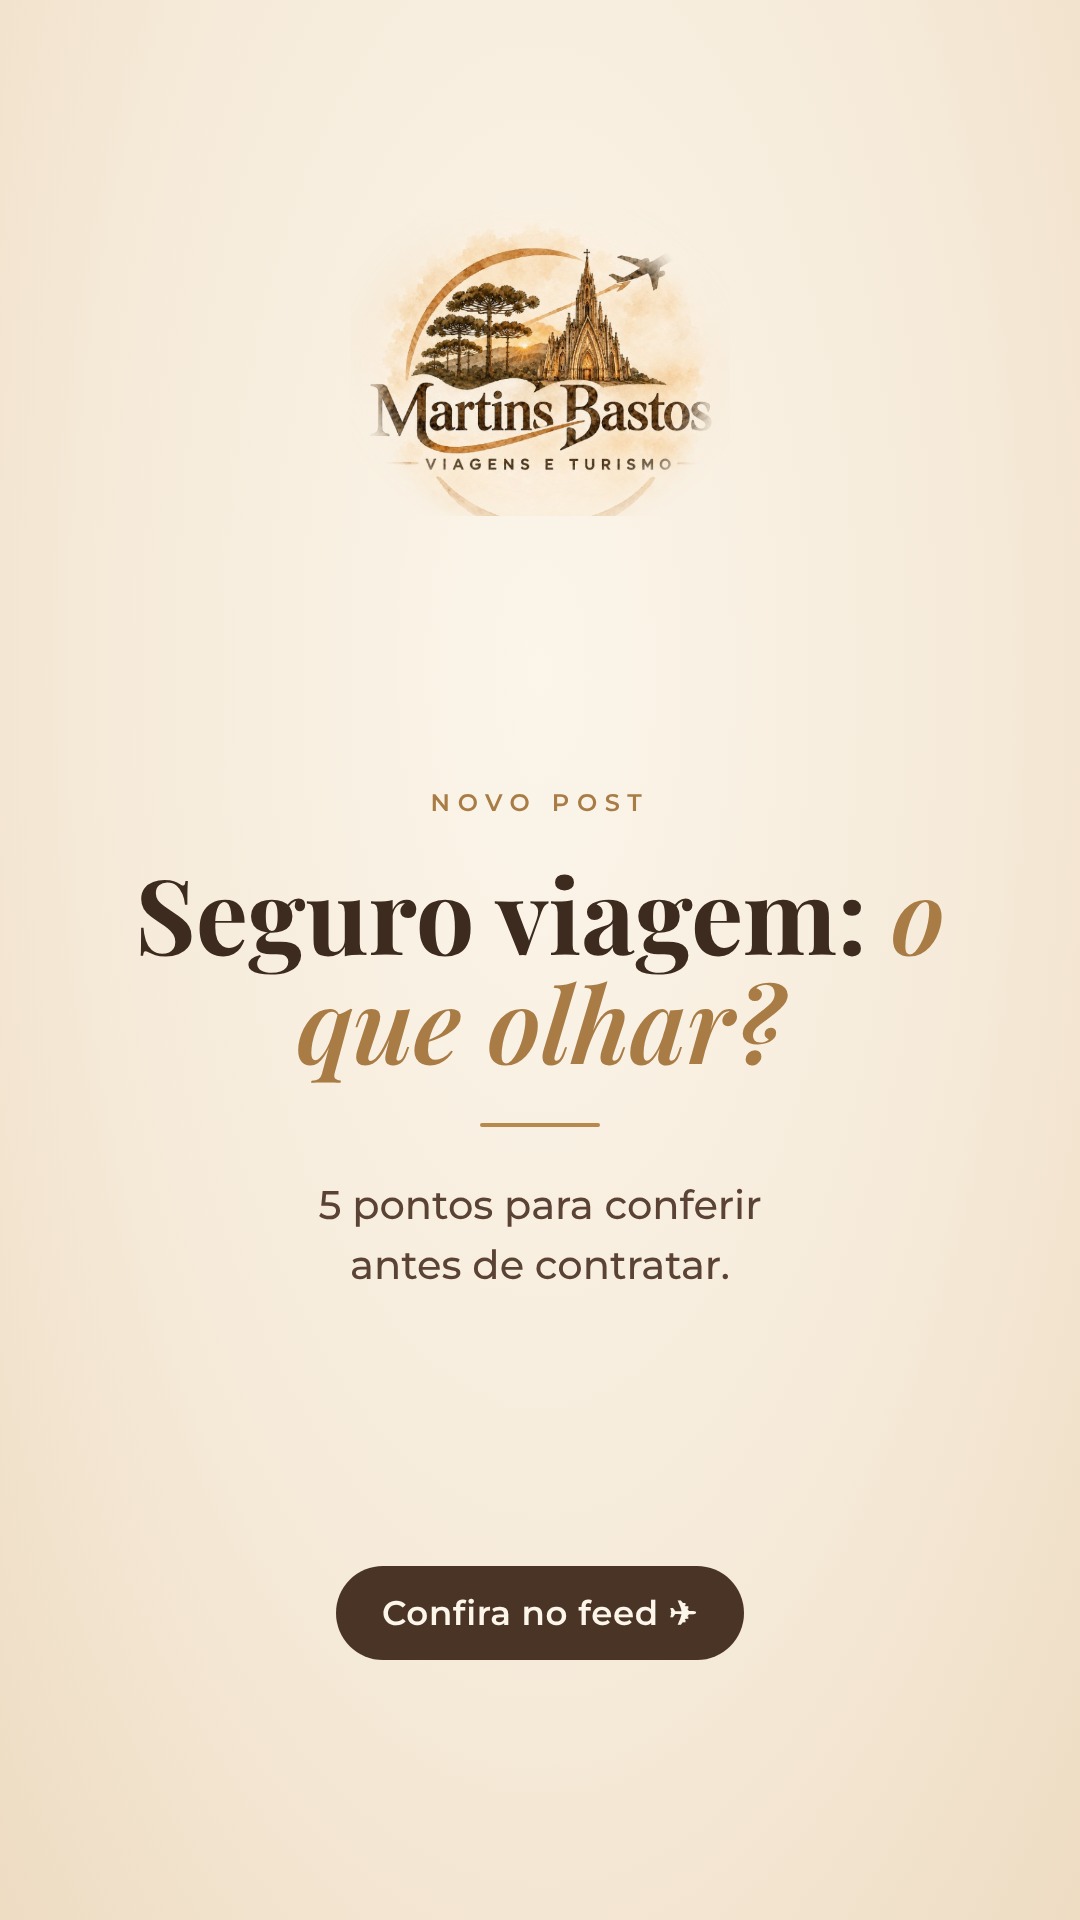 Martins Bastos
VIAGENS E TURISMO
NOVO POST
Seguro viagem: o
que olhar?
5 pontos para conferir
antes de contratar.
Confira no feed ✈